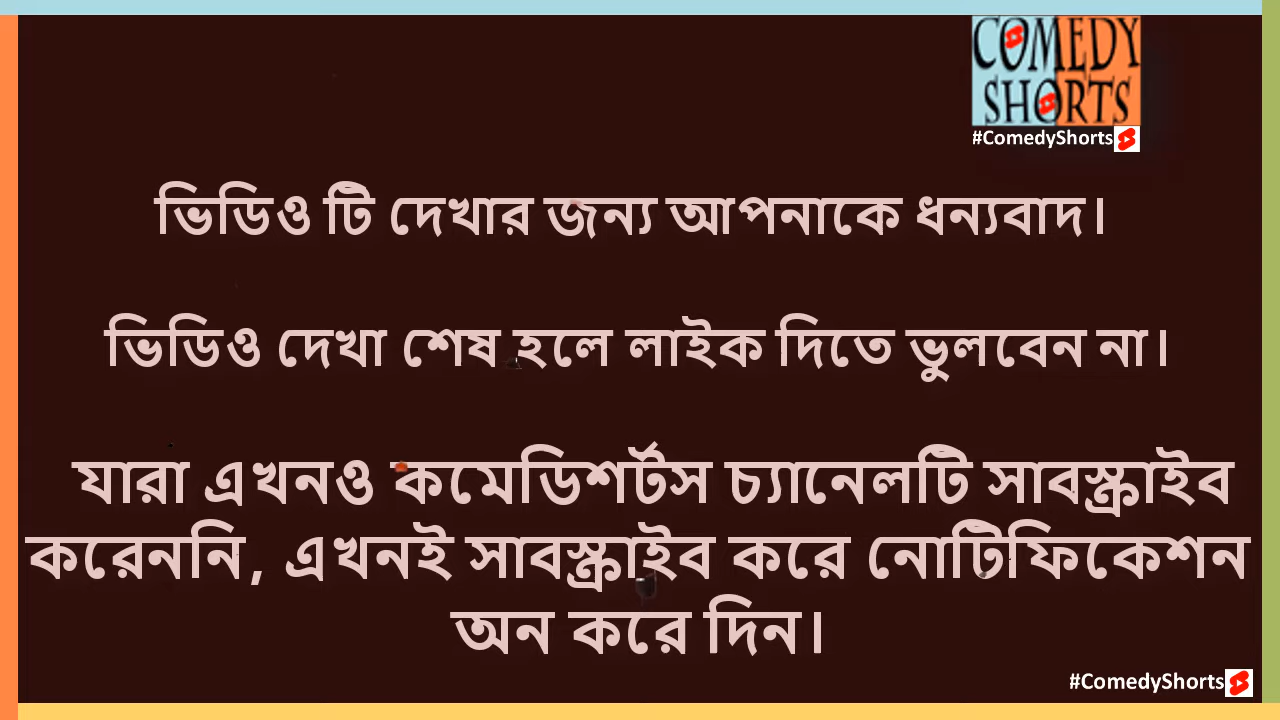 COMEDY
SHORTS
#ComedyShorts
ভিডিও টি দেখার জন্য আপনাকে ধন্যবাদ।
ভিডিও দেখা শেষ হলে লাইক দিতে ভুলবেন না।
যারা এখনও কমেডিশর্টস চ্যানেলটি সাবস্ক্রাইব
করেননি, এখনই সাবস্ক্রাইব করে নোটিফিকেশন
অন করে দিন।
#ComedyShorts